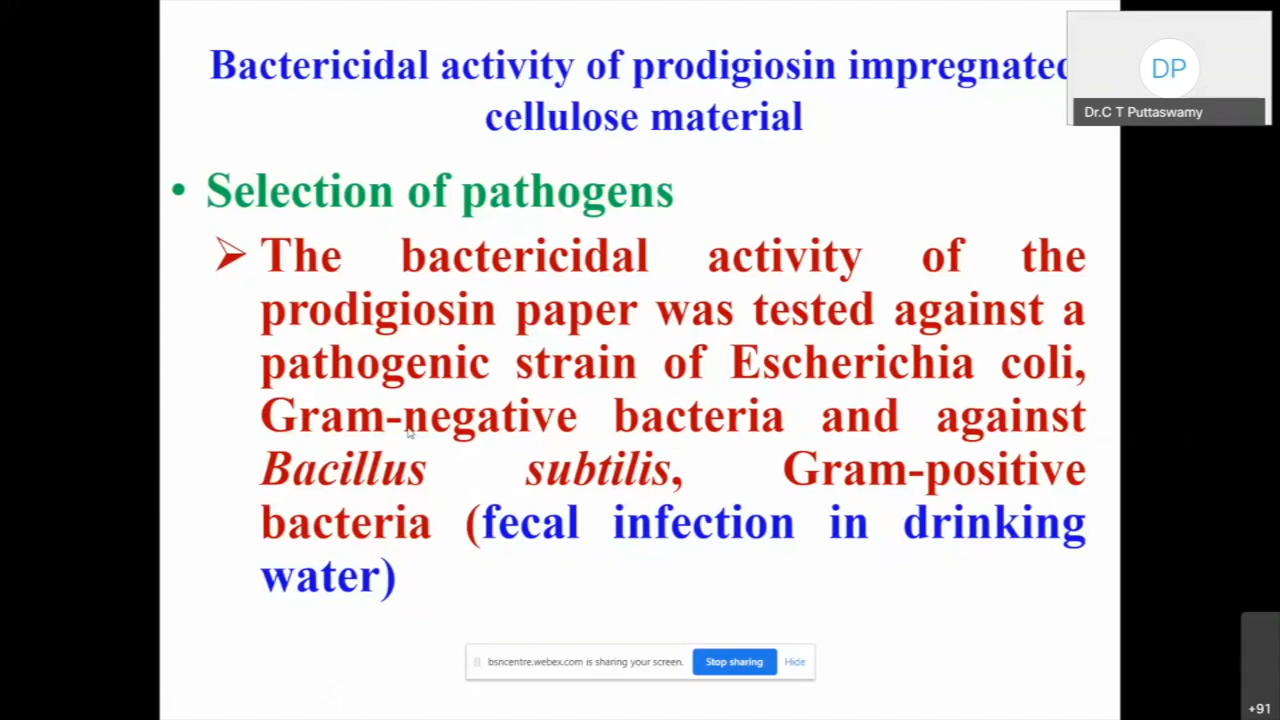 Bactericidal activity of prodigiosin impregnated
cellulose material
DP
Dr.C T Puttaswamy
• Selection of pathogens
➢ The bactericidal activity of the
prodigiosin paper was tested against a
pathogenic strain of Escherichia coli,
Gram-negative bacteria and against
Bacillus subtilis, Gram-positive
bacteria (fecal infection in drinking
water)
bsncentre.webex.com is sharing your screen. Stop sharing Hide
+91